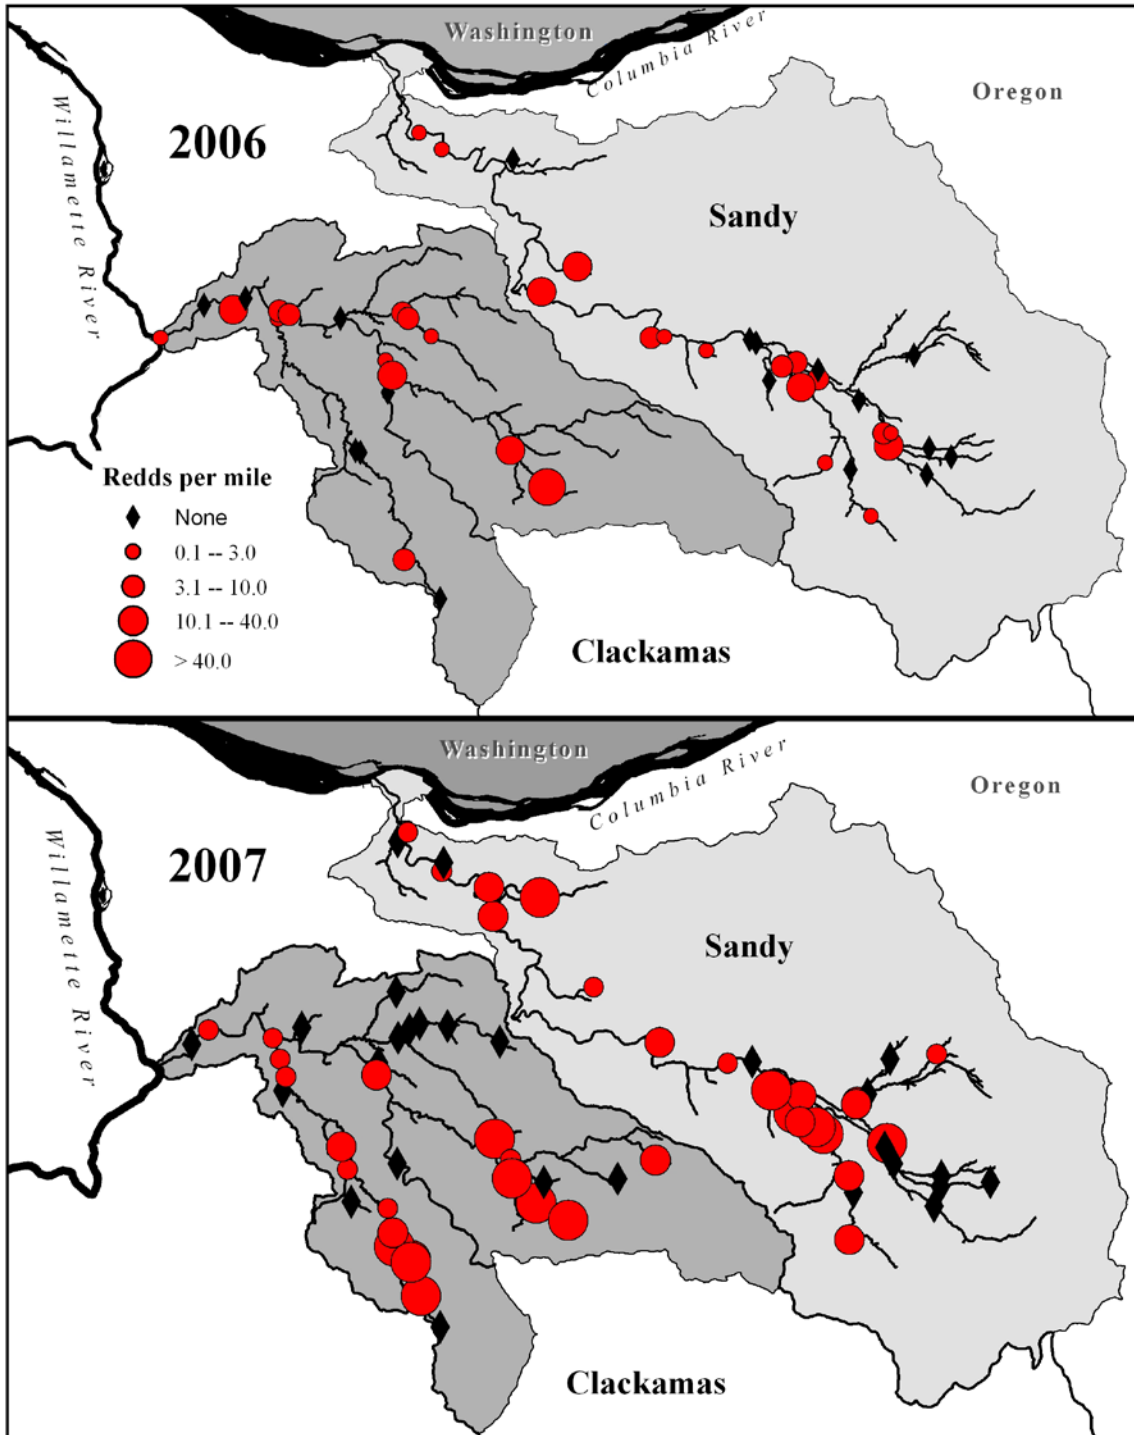 Washington
Columbia River
Oregon
Willamette River
2006
Sandy
Redds per mile
None
0.1 -- 3.0
3.1 -- 10.0
10.1 -- 40.0
> 40.0
Clackamas
Washington
Columbia River
Oregon
Willamette River
2007
Sandy
Clackamas